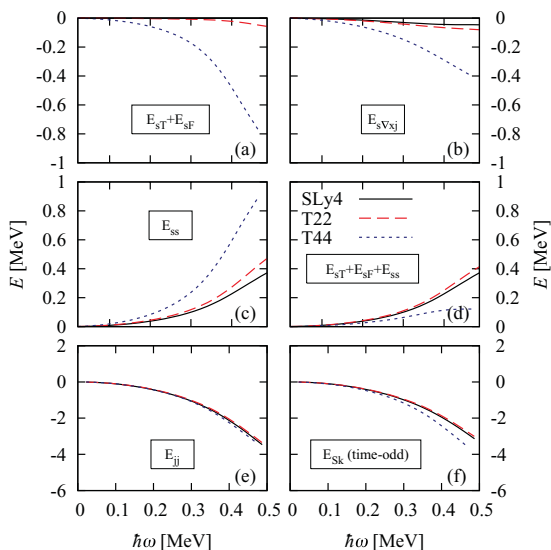 0
-0.2
-0.4
-0.6
-0.8
-1
E_sT+E_sF
(a)
E_s∇xj
(b)
0
-0.2
-0.4
-0.6
-0.8
-1
E [MeV]
1
0.8
0.6
0.4
0.2
0
E_ss
(c)
SLy4
T22
T44
E_sT+E_sF+E_ss
(d)
1
0.8
0.6
0.4
0.2
0
E [MeV]
2
0
-2
-4
-6
E_jj
(e)
E_Sk (time-odd)
(f)
2
0
-2
-4
-6
0 0.1 0.2 0.3 0.4 0.5
0 0.1 0.2 0.3 0.4 0.5
ħω [MeV]
ħω [MeV]